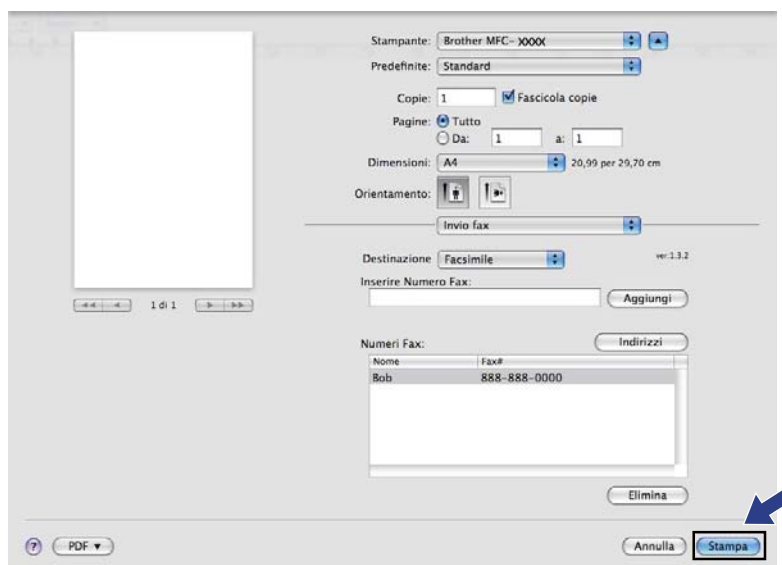 Stampante: Brother MFC- XXXX
Predefinite: Standard
Copie: 1 Fascicola copie
Pagine: Tutto
Da: 1 a: 1
Dimensioni: A4 20,99 per 29,70 cm
Orientamento:
Invio fax
Destinazione Facsimile ver.1.3.2
Inserire Numero Fax:
Aggiungi
1 di 1
Numeri Fax: Indirizzi
Nome Fax#
Bob 888-888-0000
Elimina
? PDF Annulla Stampa